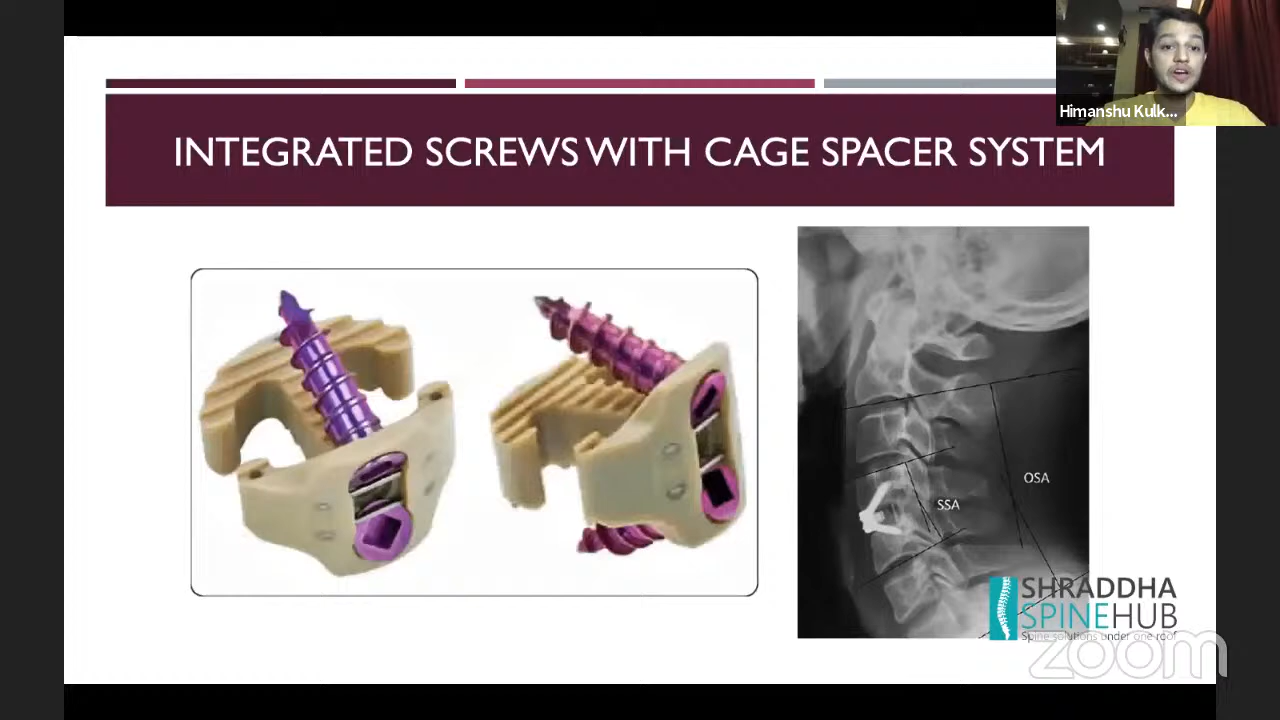 Himanshu Kulk...
INTEGRATED SCREWS WITH CAGE SPACER SYSTEM
OSA
SSA
SHRADDHA
SPINEHUB
Spine solutions under one roof
zoom